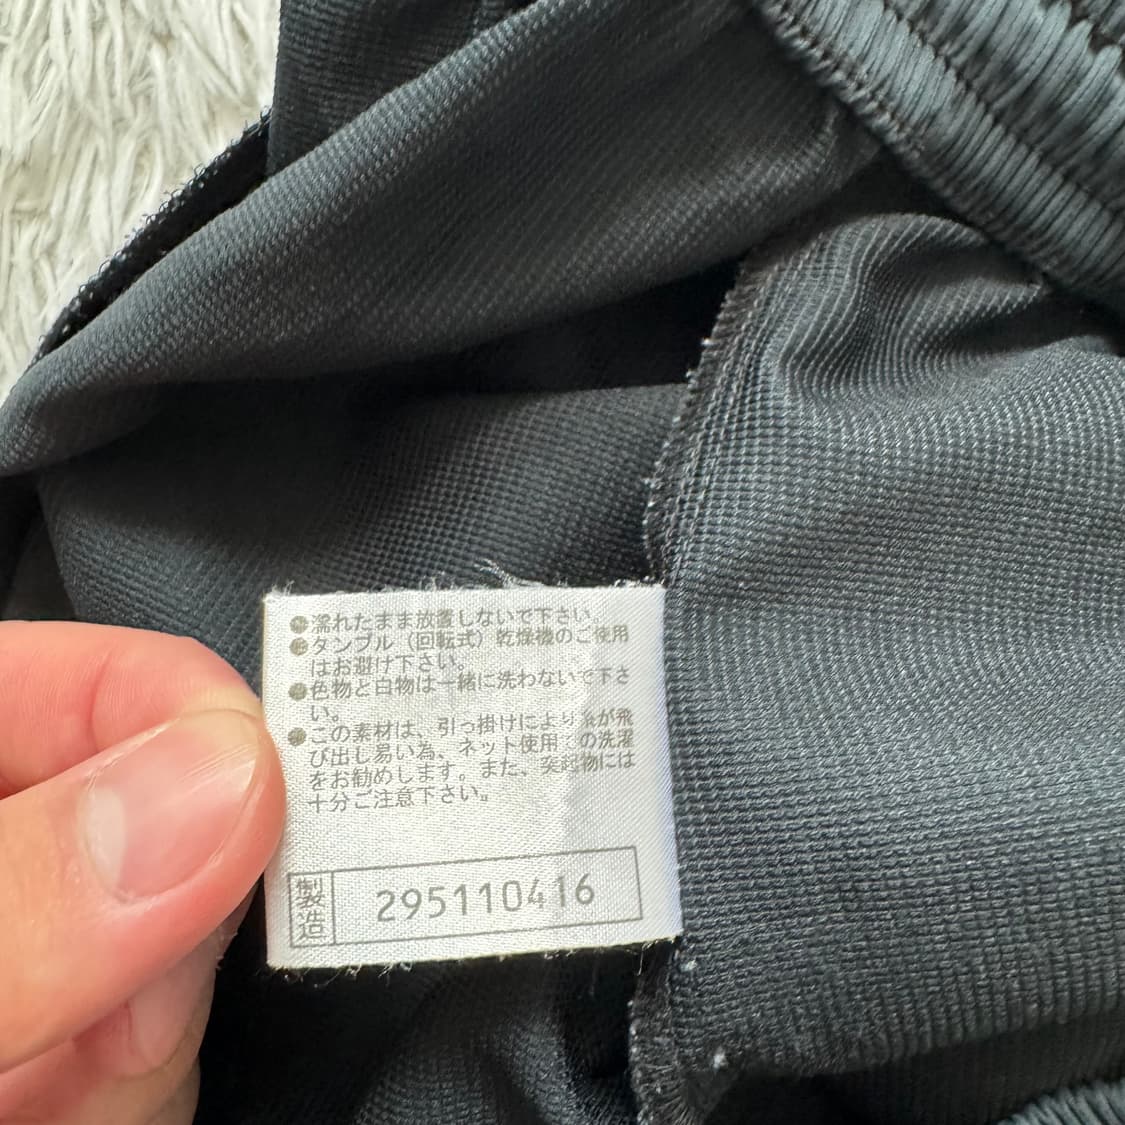 ●濡れたまま放置しないで下さい。
●タンブル（回転式）乾燥機のご使用
はお避け下さい。
●色物と白物は一緒に洗わないで下さ
い。
●この素材は、引っ掛けにより糸が飛
び出し易い為、ネット使用の洗濯
をお勧めします。また、突起物には
十分ご注意下さい。
製造 295110416